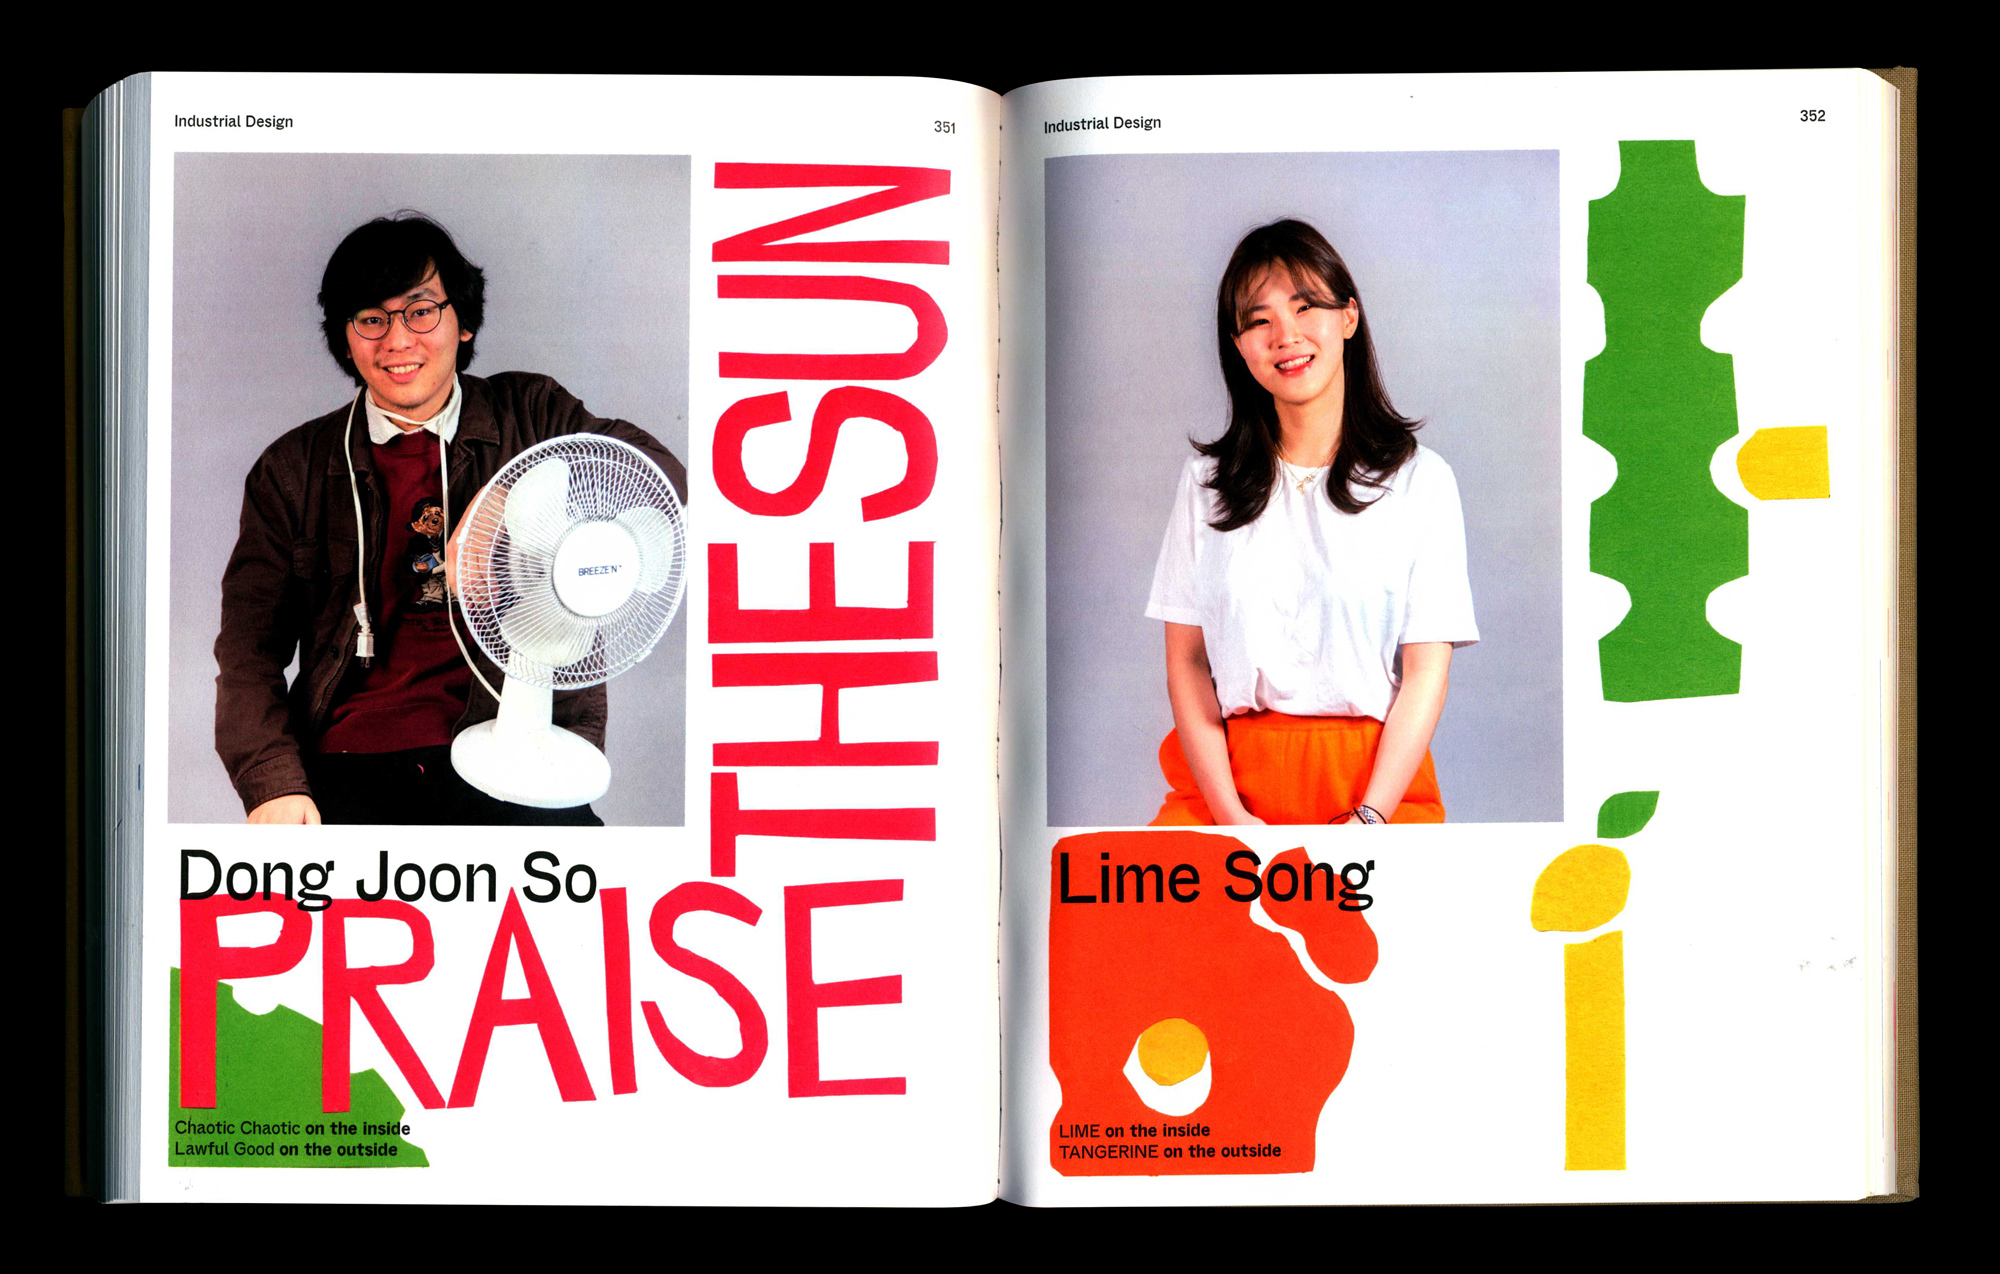 Industrial Design
351
BREEZE'N™
Dong Joon So
PRAISE
THE SUN
Chaotic Chaotic on the inside
Lawful Good on the outside
Industrial Design
352
Lime Song
LIME on the inside
TANGERINE on the outside